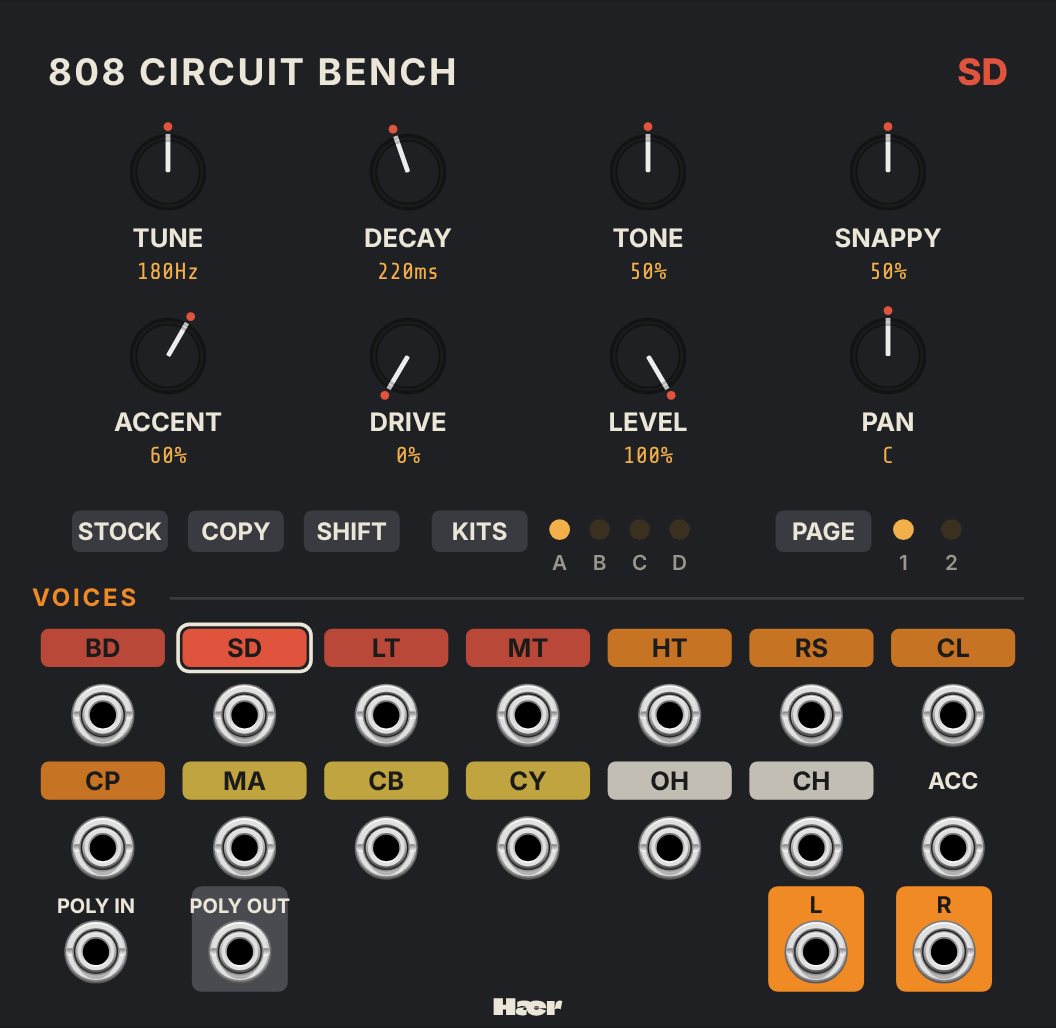 808 CIRCUIT BENCH SD
TUNE DECAY TONE SNAPPY
180Hz 220ms 50% 50%
ACCENT DRIVE LEVEL PAN
60% 0% 100% C
STOCK COPY SHIFT KITS PAGE
A B C D 1 2
VOICES
BD SD LT MT HT RS CL
CP MA CB CY OH CH ACC
POLY IN POLY OUT L R
Hær